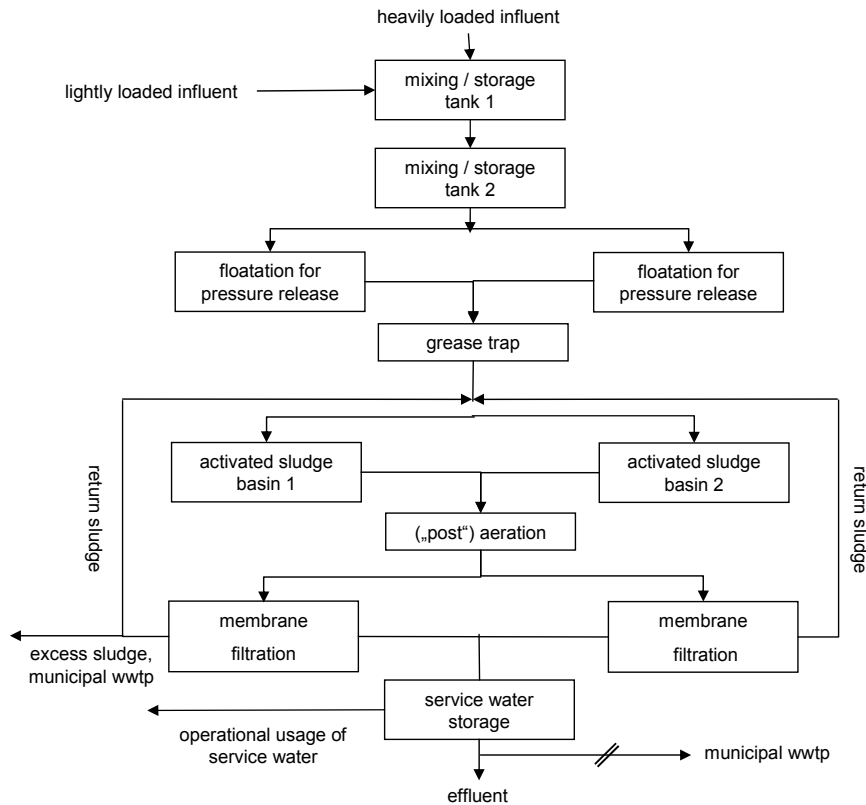 heavily loaded influent
lightly loaded influent
mixing / storage
tank 1
mixing / storage
tank 2
floatation for
pressure release
floatation for
pressure release
grease trap
return sludge
return sludge
activated sludge
basin 1
activated sludge
basin 2
(„post“) aeration
membrane
filtration
membrane
filtration
excess sludge,
municipal wwtp
service water
storage
operational usage of
service water
municipal wwtp
effluent